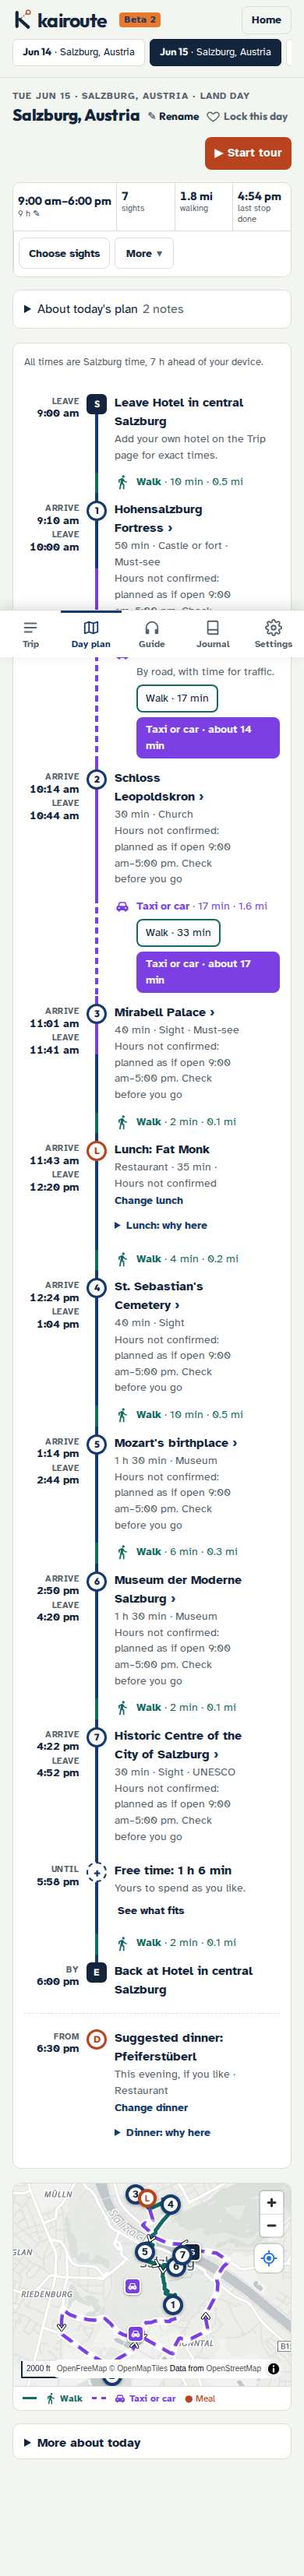 kairoute Beta 2 Home
Jun 14 · Salzburg, Austria Jun 15 · Salzburg, Austria
TUE JUN 15 · SALZBURG, AUSTRIA · LAND DAY
Salzburg, Austria ✎ Rename ♡ Lock this day
▶ Start tour
9:00 am–6:00 pm
9 h ✎
7
sights
1.8 mi
walking
4:54 pm
last stop
done
Choose sights More ▾
▶ About today's plan 2 notes
All times are Salzburg time, 7 h ahead of your device.
LEAVE
9:00 am
S
Leave Hotel in central
Salzburg
Add your own hotel on the Trip
page for exact times.
Walk · 10 min · 0.5 mi
ARRIVE
9:10 am
LEAVE
10:00 am
1
Hohensalzburg
Fortress ›
50 min · Castle or fort ·
Must-see
Hours not confirmed:
Trip Day plan Guide Journal Settings
By road, with time for traffic.
Walk · 17 min
Taxi or car · about 14
min
ARRIVE
10:14 am
LEAVE
10:44 am
2
Schloss
Leopoldskron ›
30 min · Church
Hours not confirmed:
planned as if open 9:00
am–5:00 pm. Check
before you go
Taxi or car · 17 min · 1.6 mi
Walk · 33 min
Taxi or car · about 17
min
ARRIVE
11:01 am
LEAVE
11:41 am
3
Mirabell Palace ›
40 min · Sight · Must-see
Hours not confirmed:
planned as if open 9:00
am–5:00 pm. Check
before you go
Walk · 2 min · 0.1 mi
ARRIVE
11:43 am
LEAVE
12:20 pm
L
Lunch: Fat Monk
Restaurant · 35 min ·
Hours not confirmed
Change lunch
▶ Lunch: why here
Walk · 4 min · 0.2 mi
ARRIVE
12:24 pm
LEAVE
1:04 pm
4
St. Sebastian's
Cemetery ›
40 min · Sight
Hours not confirmed:
planned as if open 9:00
am–5:00 pm. Check
before you go
Walk · 10 min · 0.5 mi
ARRIVE
1:14 pm
LEAVE
2:44 pm
5
Mozart's birthplace ›
1 h 30 min · Museum
Hours not confirmed:
planned as if open 9:00
am–5:00 pm. Check
before you go
Walk · 6 min · 0.3 mi
ARRIVE
2:50 pm
LEAVE
4:20 pm
6
Museum der Moderne
Salzburg ›
1 h 30 min · Museum
Hours not confirmed:
planned as if open 9:00
am–5:00 pm. Check
before you go
Walk · 2 min · 0.1 mi
ARRIVE
4:22 pm
LEAVE
4:52 pm
7
Historic Centre of the
City of Salzburg ›
30 min · Sight · UNESCO
Hours not confirmed:
planned as if open 9:00
am–5:00 pm. Check
before you go
UNTIL
5:58 pm
+
Free time: 1 h 6 min
Yours to spend as you like.
See what fits
Walk · 2 min · 0.1 mi
BY
6:00 pm
E
Back at Hotel in central
Salzburg
FROM
6:30 pm
D
Suggested dinner:
Pfeiferstüberl
This evening, if you like ·
Restaurant
Change dinner
▶ Dinner: why here
MÜLLN
3 L 4
+
−
GLAN
5 7 6
RIEDENBURG
1
2000 ft OpenFreeMap © OpenMapTiles Data from OpenStreetMap
Walk Taxi or car Meal
▶ More about today